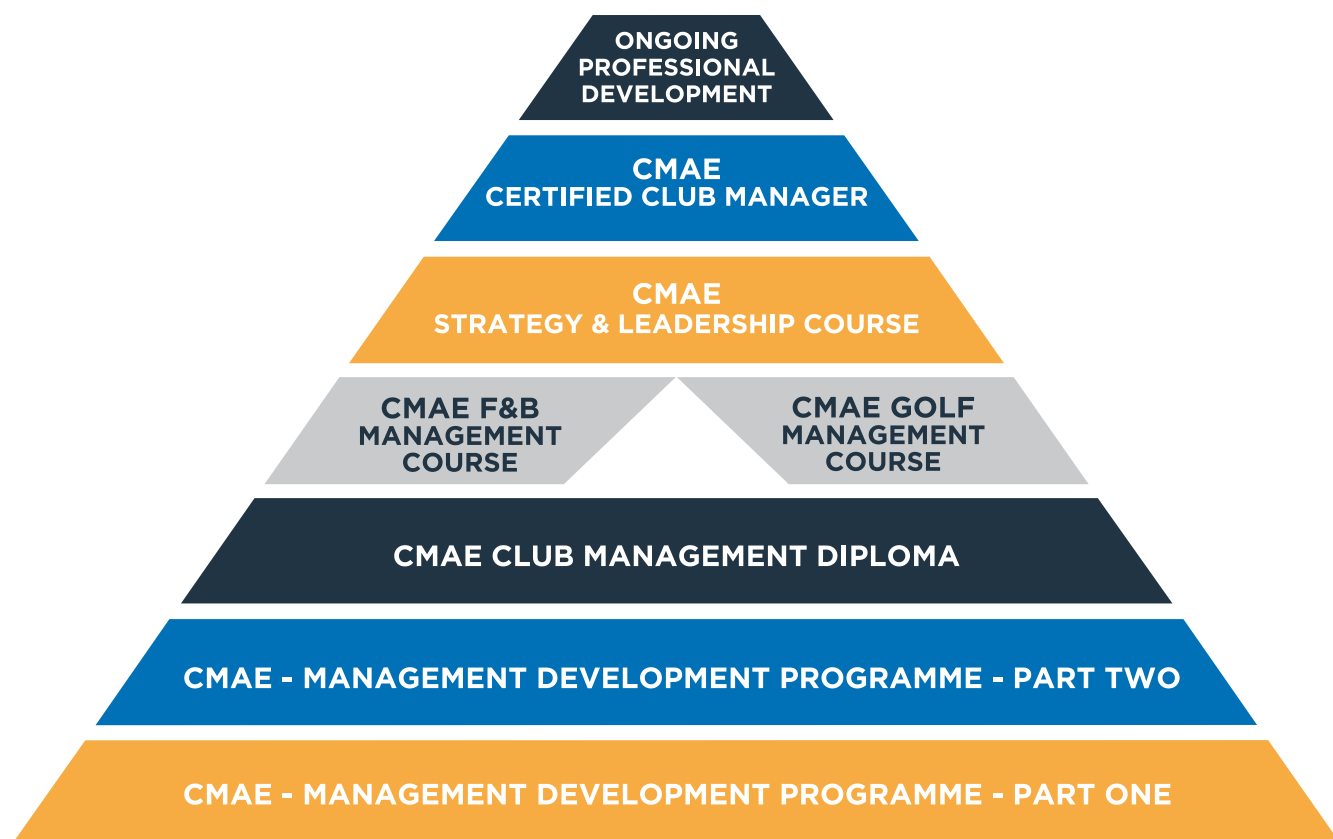 ONGOING
PROFESSIONAL
DEVELOPMENT
CMAE
CERTIFIED CLUB MANAGER
CMAE
STRATEGY & LEADERSHIP COURSE
CMAE F&B
MANAGEMENT
COURSE
CMAE GOLF
MANAGEMENT
COURSE
CMAE CLUB MANAGEMENT DIPLOMA
CMAE - MANAGEMENT DEVELOPMENT PROGRAMME - PART TWO
CMAE - MANAGEMENT DEVELOPMENT PROGRAMME - PART ONE